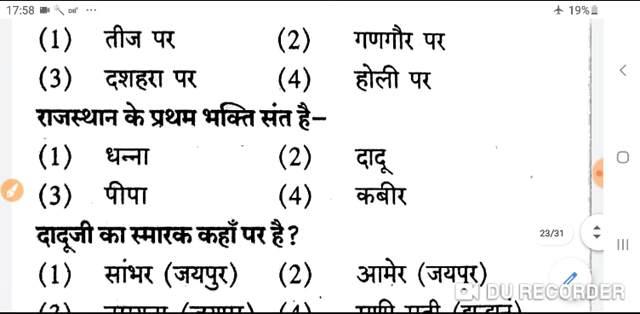 17:58 19%
(1) तीज पर (2) गणगौर पर
(3) दशहरा पर (4) होली पर
राजस्थान के प्रथम भक्ति संत है–
(1) धन्ना (2) दादू
(3) पीपा (4) कबीर
23/31
दादूजी का स्मारक कहाँ पर है?
(1) सांभर (जयपुर) (2) आमेर (जयपुर)
DU RECORDER